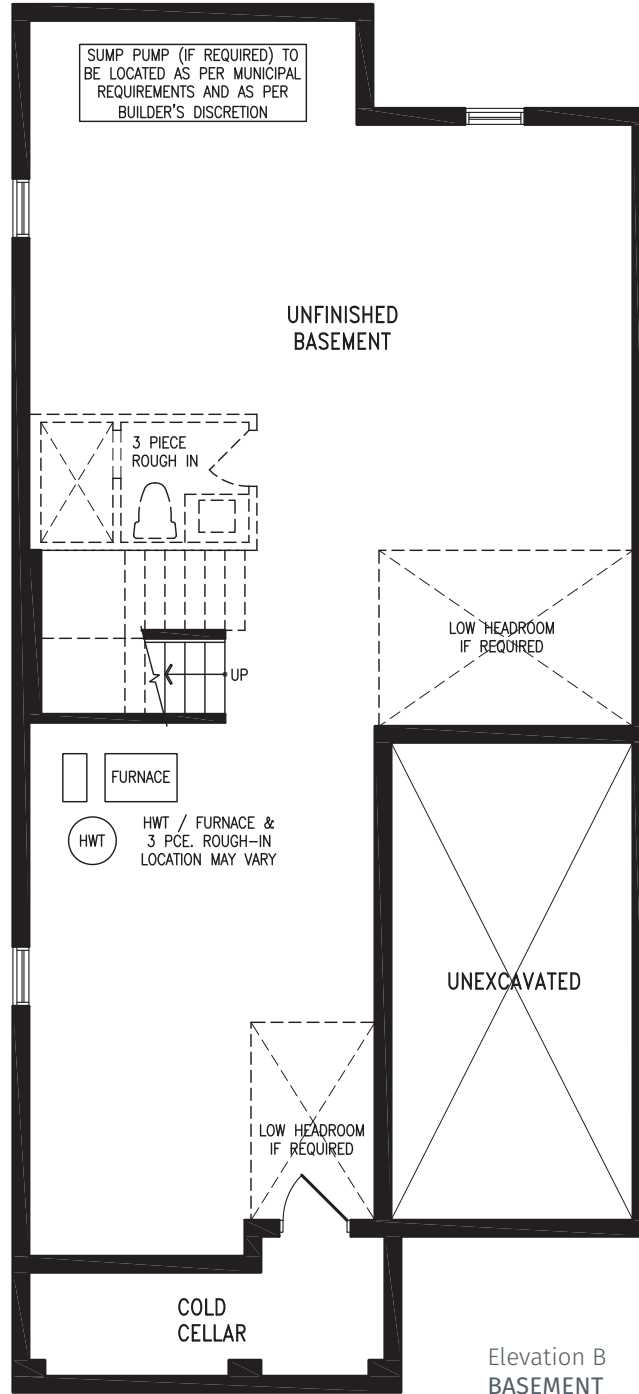 SUMP PUMP (IF REQUIRED) TO
BE LOCATED AS PER MUNICIPAL
REQUIREMENTS AND AS PER
BUILDER'S DISCRETION
UNFINISHED
BASEMENT
3 PIECE
ROUGH IN
LOW HEADROOM
IF REQUIRED
UP
FURNACE
HWT
HWT / FURNACE &
3 PCE. ROUGH-IN
LOCATION MAY VARY
UNEXCAVATED
LOW HEADROOM
IF REQUIRED
COLD
CELLAR
Elevation B
BASEMENT